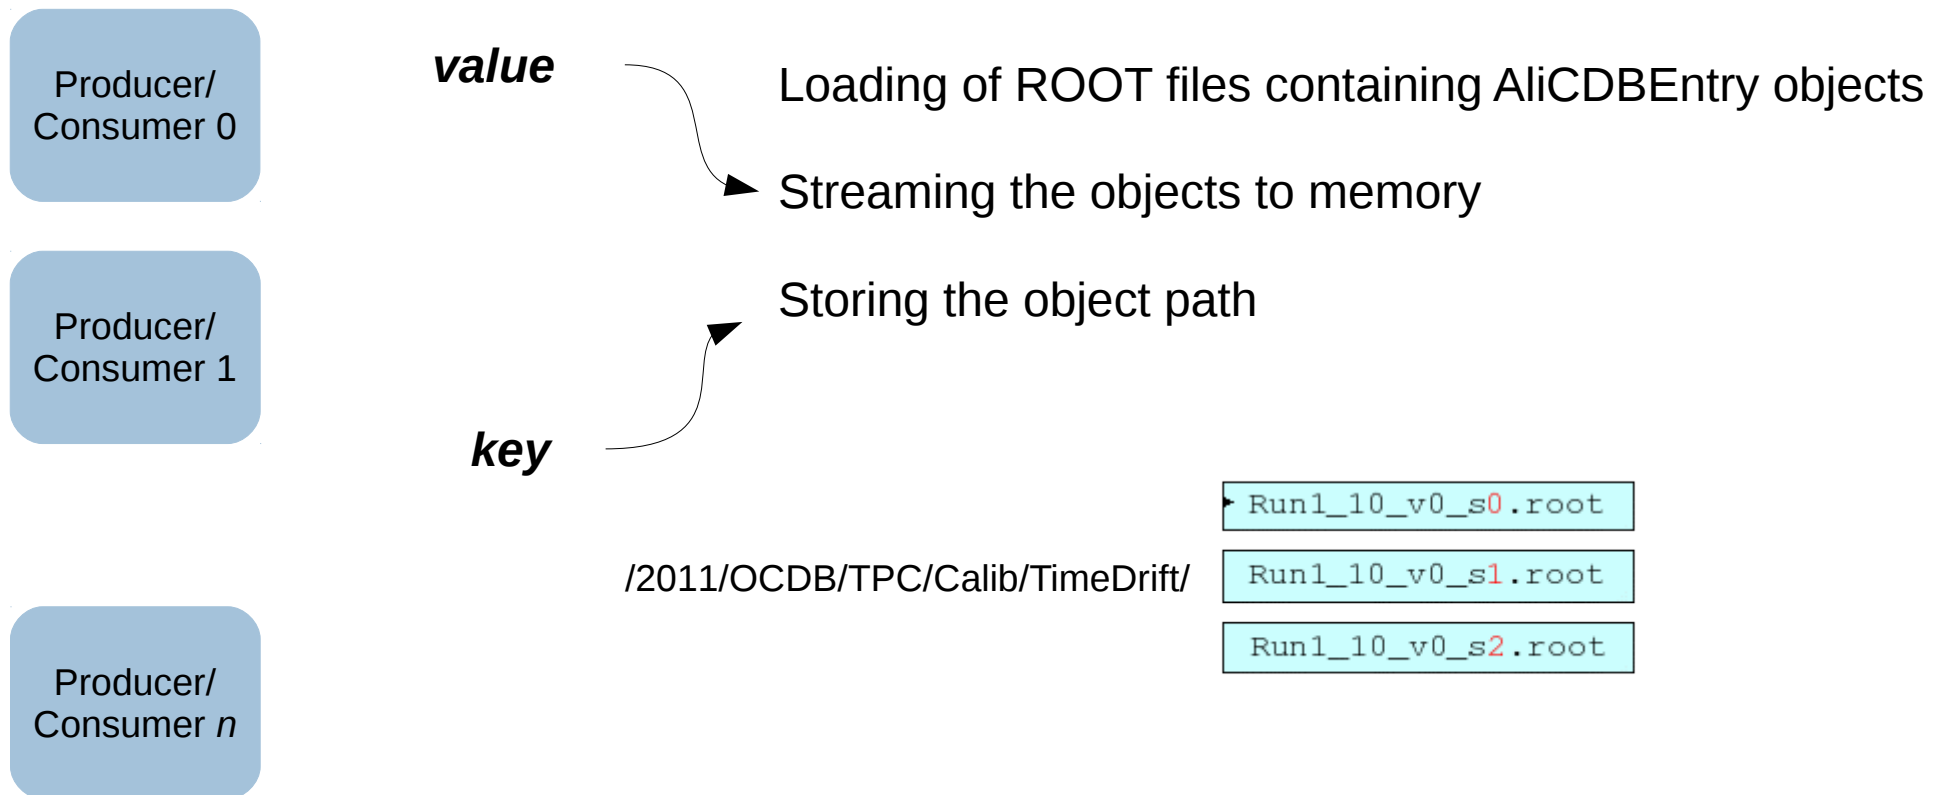 Producer/
Consumer 0
value
Loading of ROOT files containing AliCDBEntry objects
Streaming the objects to memory
Producer/
Consumer 1
Storing the object path
key
Run1_10_v0_s0.root
/2011/OCDB/TPC/Calib/TimeDrift/
Run1_10_v0_s1.root
Run1_10_v0_s2.root
Producer/
Consumer n